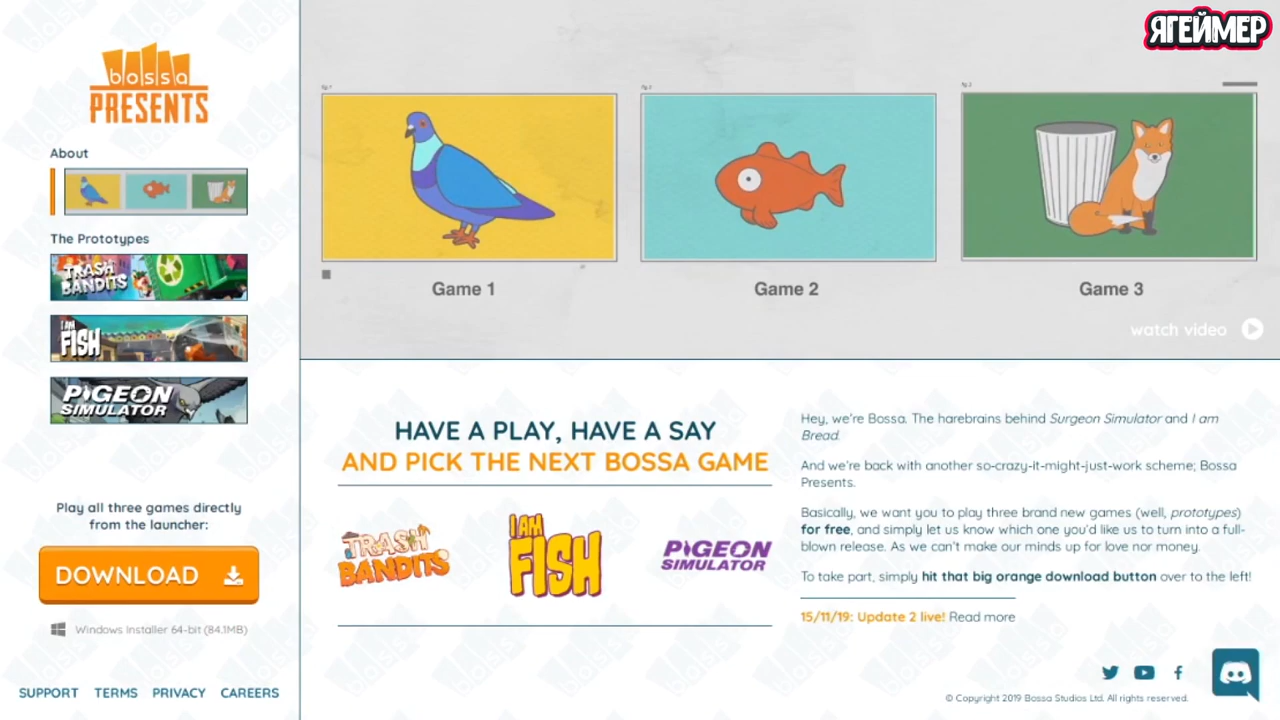 ЯГЕЙМЕР
bossa
PRESENTS
About
The Prototypes
TRASH
BANDITS
I AM
FISH
PIGEON
SIMULATOR
Play all three games directly
from the launcher:
DOWNLOAD
Windows Installer 64-bit (84.1MB)
SUPPORT TERMS PRIVACY CAREERS
Game 1
Game 2
Game 3
watch video
HAVE A PLAY, HAVE A SAY
AND PICK THE NEXT BOSSA GAME
TRASH
BANDITS
I AM
FISH
PIGEON
SIMULATOR
Hey, we're Bossa. The harebrains behind Surgeon Simulator and I am
Bread.
And we're back with another so-crazy-it-might-just-work scheme; Bossa
Presents.
Basically, we want you to play three brand new games (well, prototypes)
for free, and simply let us know which one you'd like us to turn into a full-
blown release. As we can't make our minds up for love nor money.
To take part, simply hit that big orange download button over to the left!
15/11/19: Update 2 live! Read more
© Copyright 2019 Bossa Studios Ltd. All rights reserved.